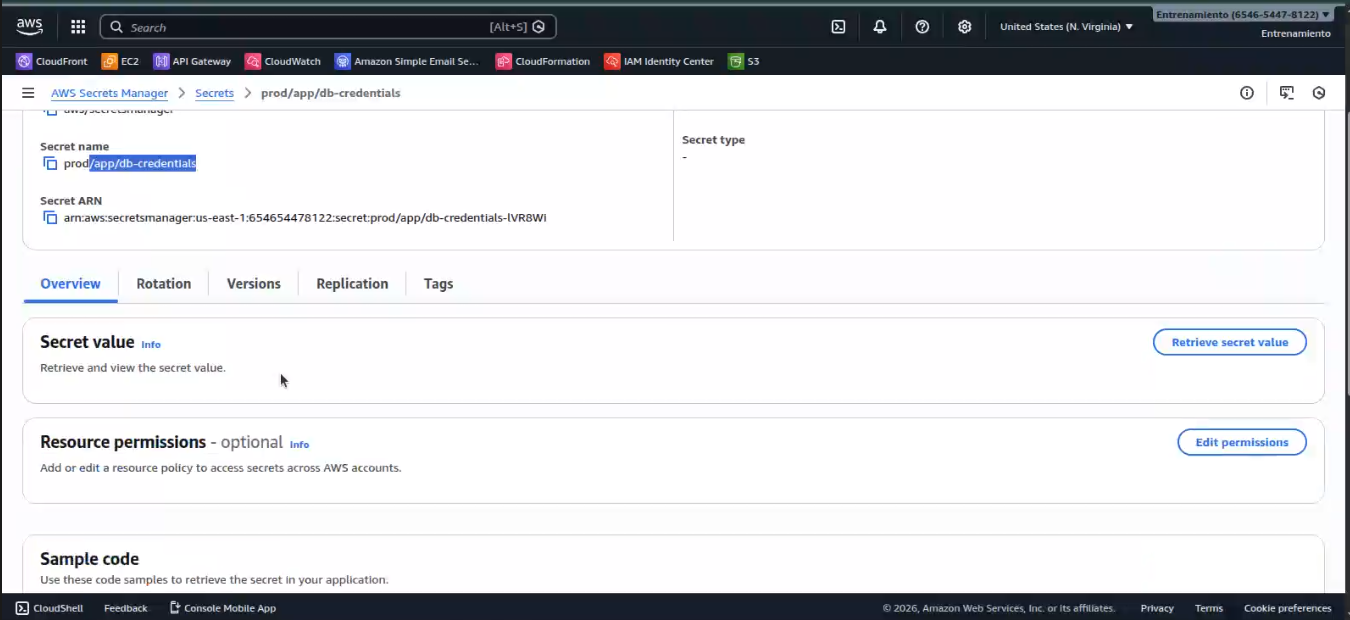 aws
Search [Alt+S]
United States (N. Virginia)
Entrenamiento (6546-5447-8122)
Entrenamiento
CloudFront EC2 API Gateway CloudWatch Amazon Simple Email Se... CloudFormation IAM Identity Center S3
AWS Secrets Manager > Secrets > prod/app/db-credentials
aws/secretsmanager
Secret name
prod/app/db-credentials
Secret type
-
Secret ARN
arn:aws:secretsmanager:us-east-1:654654478122:secret:prod/app/db-credentials-lVR8Wi
Overview Rotation Versions Replication Tags
Secret value Info
Retrieve secret value
Retrieve and view the secret value.
Resource permissions - optional Info
Edit permissions
Add or edit a resource policy to access secrets across AWS accounts.
Sample code
Use these code samples to retrieve the secret in your application.
CloudShell Feedback Console Mobile App © 2026, Amazon Web Services, Inc. or its affiliates. Privacy Terms Cookie preferences